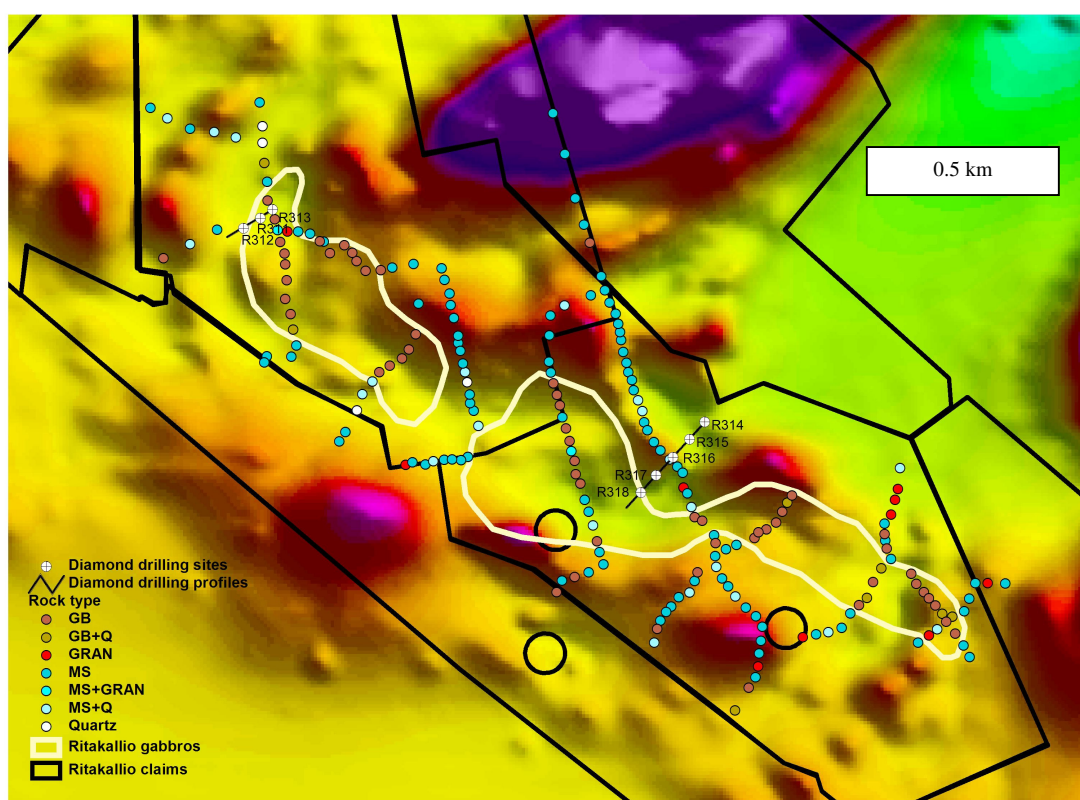 0.5 km
R313
R311
R312
R314
R315
R316
R317
R318
Diamond drilling sites
Diamond drilling profiles
Rock type
GB
GB+Q
GRAN
MS
MS+GRAN
MS+Q
Quartz
Ritakallio gabbros
Ritakallio claims